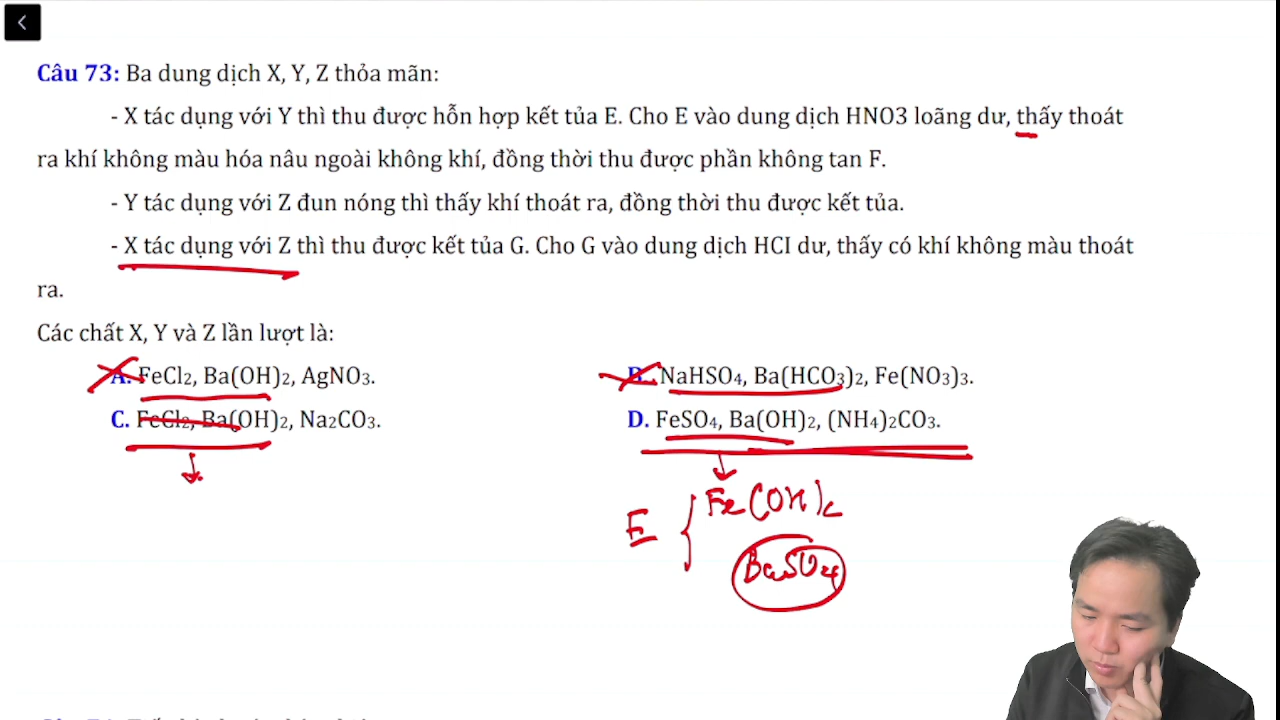 Câu 73: Ba dung dịch X, Y, Z thỏa mãn:
- X tác dụng với Y thì thu được hỗn hợp kết tủa E. Cho E vào dung dịch HNO3 loãng dư, thấy thoát
ra khí không màu hóa nâu ngoài không khí, đồng thời thu được phần không tan F.
- Y tác dụng với Z đun nóng thì thấy khí thoát ra, đồng thời thu được kết tủa.
- X tác dụng với Z thì thu được kết tủa G. Cho G vào dung dịch HCI dư, thấy có khí không màu thoát
ra.
Các chất X, Y và Z lần lượt là:
A. FeCl2, Ba(OH)2, AgNO3.
B. NaHSO4, Ba(HCO3)2, Fe(NO3)3.
C. FeCl2, Ba(OH)2, Na2CO3.
D. FeSO4, Ba(OH)2, (NH4)2CO3.
E { Fe(OH)2
BaSO4